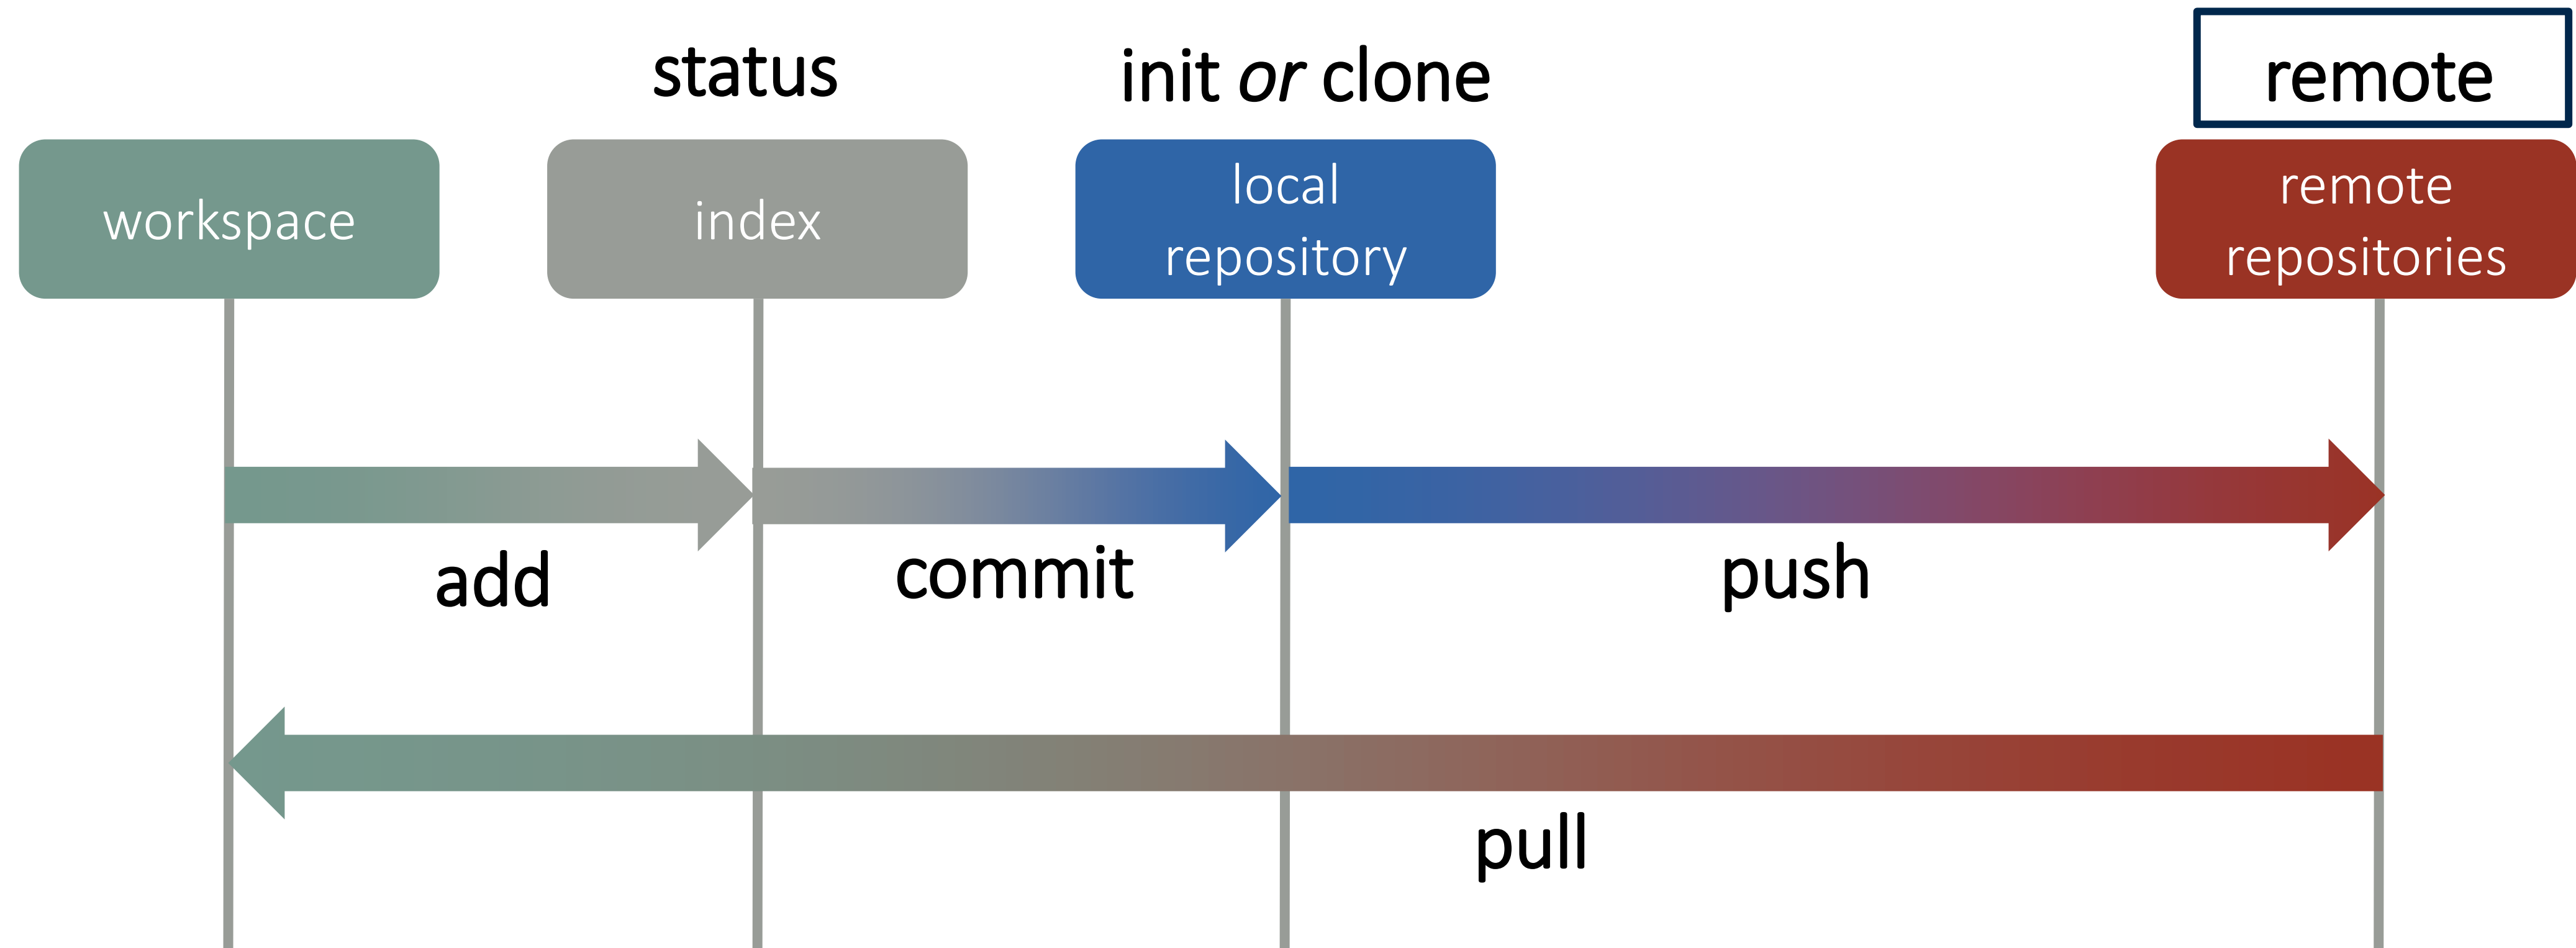 status
init or clone
remote
workspace
index
local
repository
remote
repositories
add
commit
push
pull